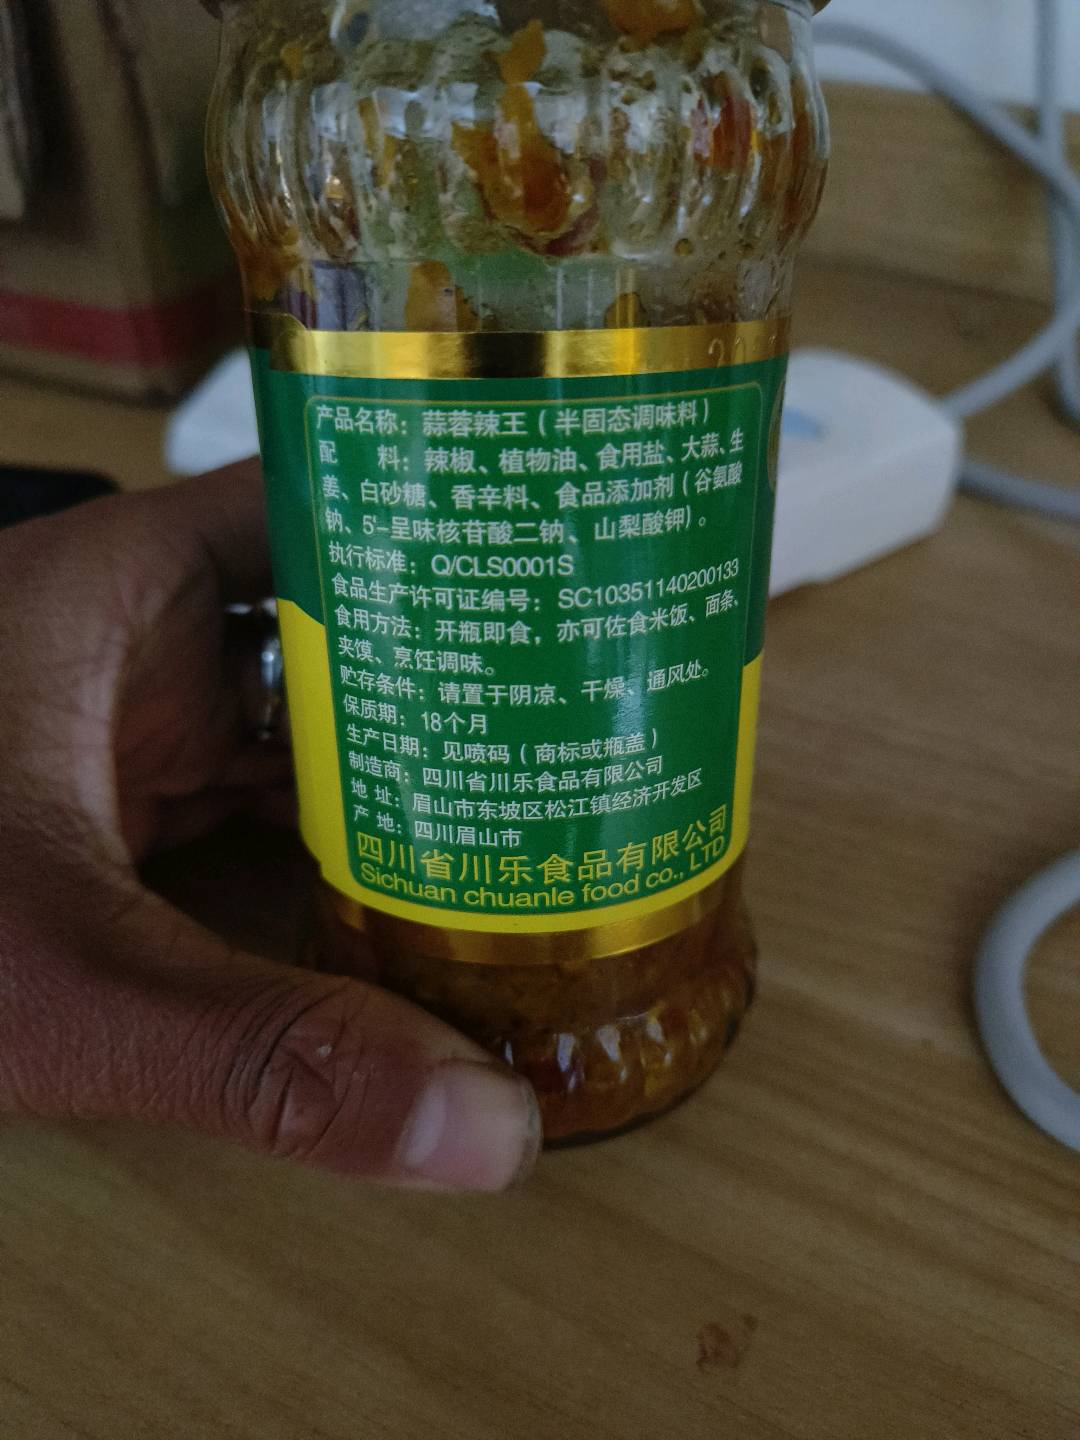 产品名称：蒜蓉辣王（半固态调味料）
配 料：辣椒、植物油、食用盐、大蒜、生
姜、白砂糖、香辛料、食品添加剂（谷氨酸
钠、5'-呈味核苷酸二钠、山梨酸钾）。
执行标准：Q/CLS0001S
食品生产许可证编号：SC10351140200133
食用方法：开瓶即食，亦可佐食米饭、面条、
夹馍、烹饪调味。
贮存条件：请置于阴凉、干燥、通风处。
保质期：18个月
生产日期：见喷码（商标或瓶盖）
制造商：四川省川乐食品有限公司
地 址：眉山市东坡区松江镇经济开发区
产 地：四川眉山市
四川省川乐食品有限公司
Sichuan chuanle food co., LTD